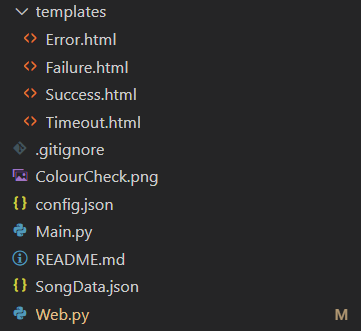 templates
Error.html
Failure.html
Success.html
Timeout.html
.gitignore
ColourCheck.png
config.json
Main.py
README.md
SongData.json
Web.py M